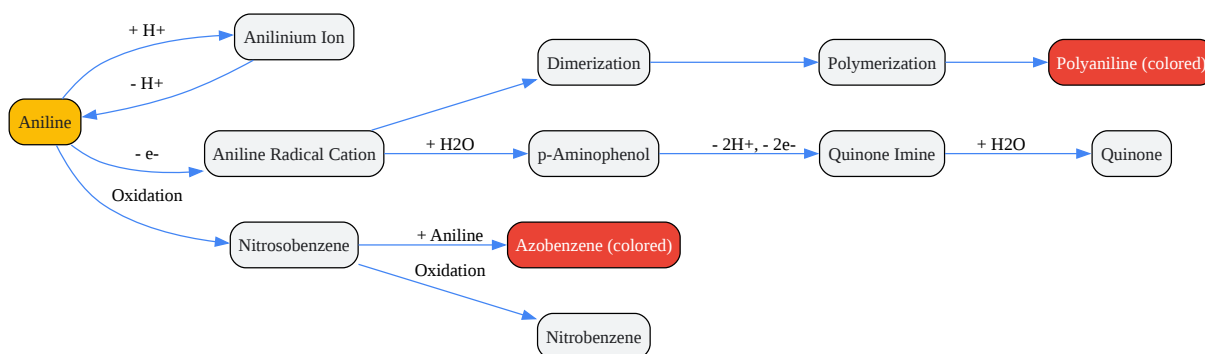 + H+
Anilinium Ion
- H+
Dimerization
Polymerization
Polyaniline (colored)
Aniline
- e-
Aniline Radical Cation
+ H2O
p-Aminophenol
- 2H+, - 2e-
Quinone Imine
+ H2O
Quinone
Oxidation
Nitrosobenzene
+ Aniline
Azobenzene (colored)
Oxidation
Nitrobenzene